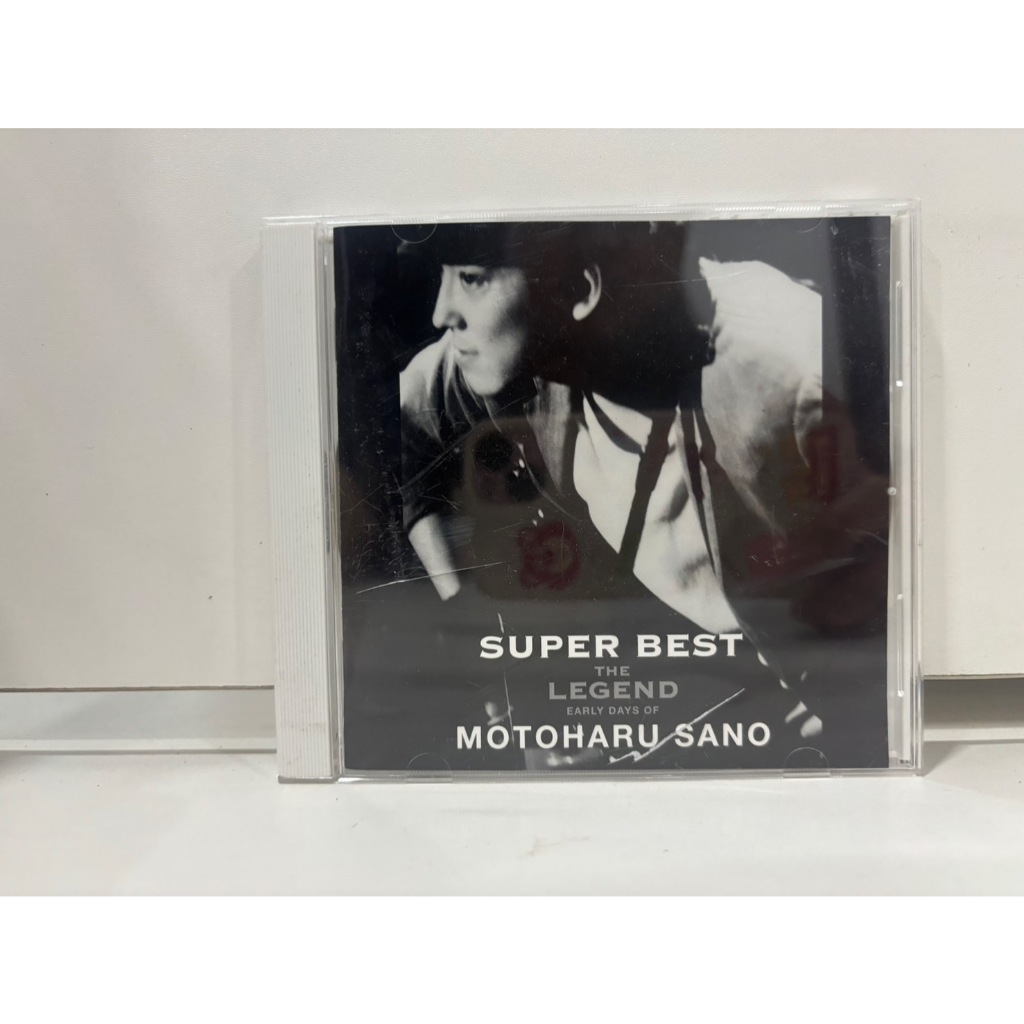 SUPER BEST
THE
LEGEND
EARLY DAYS OF
MOTOHARU SANO